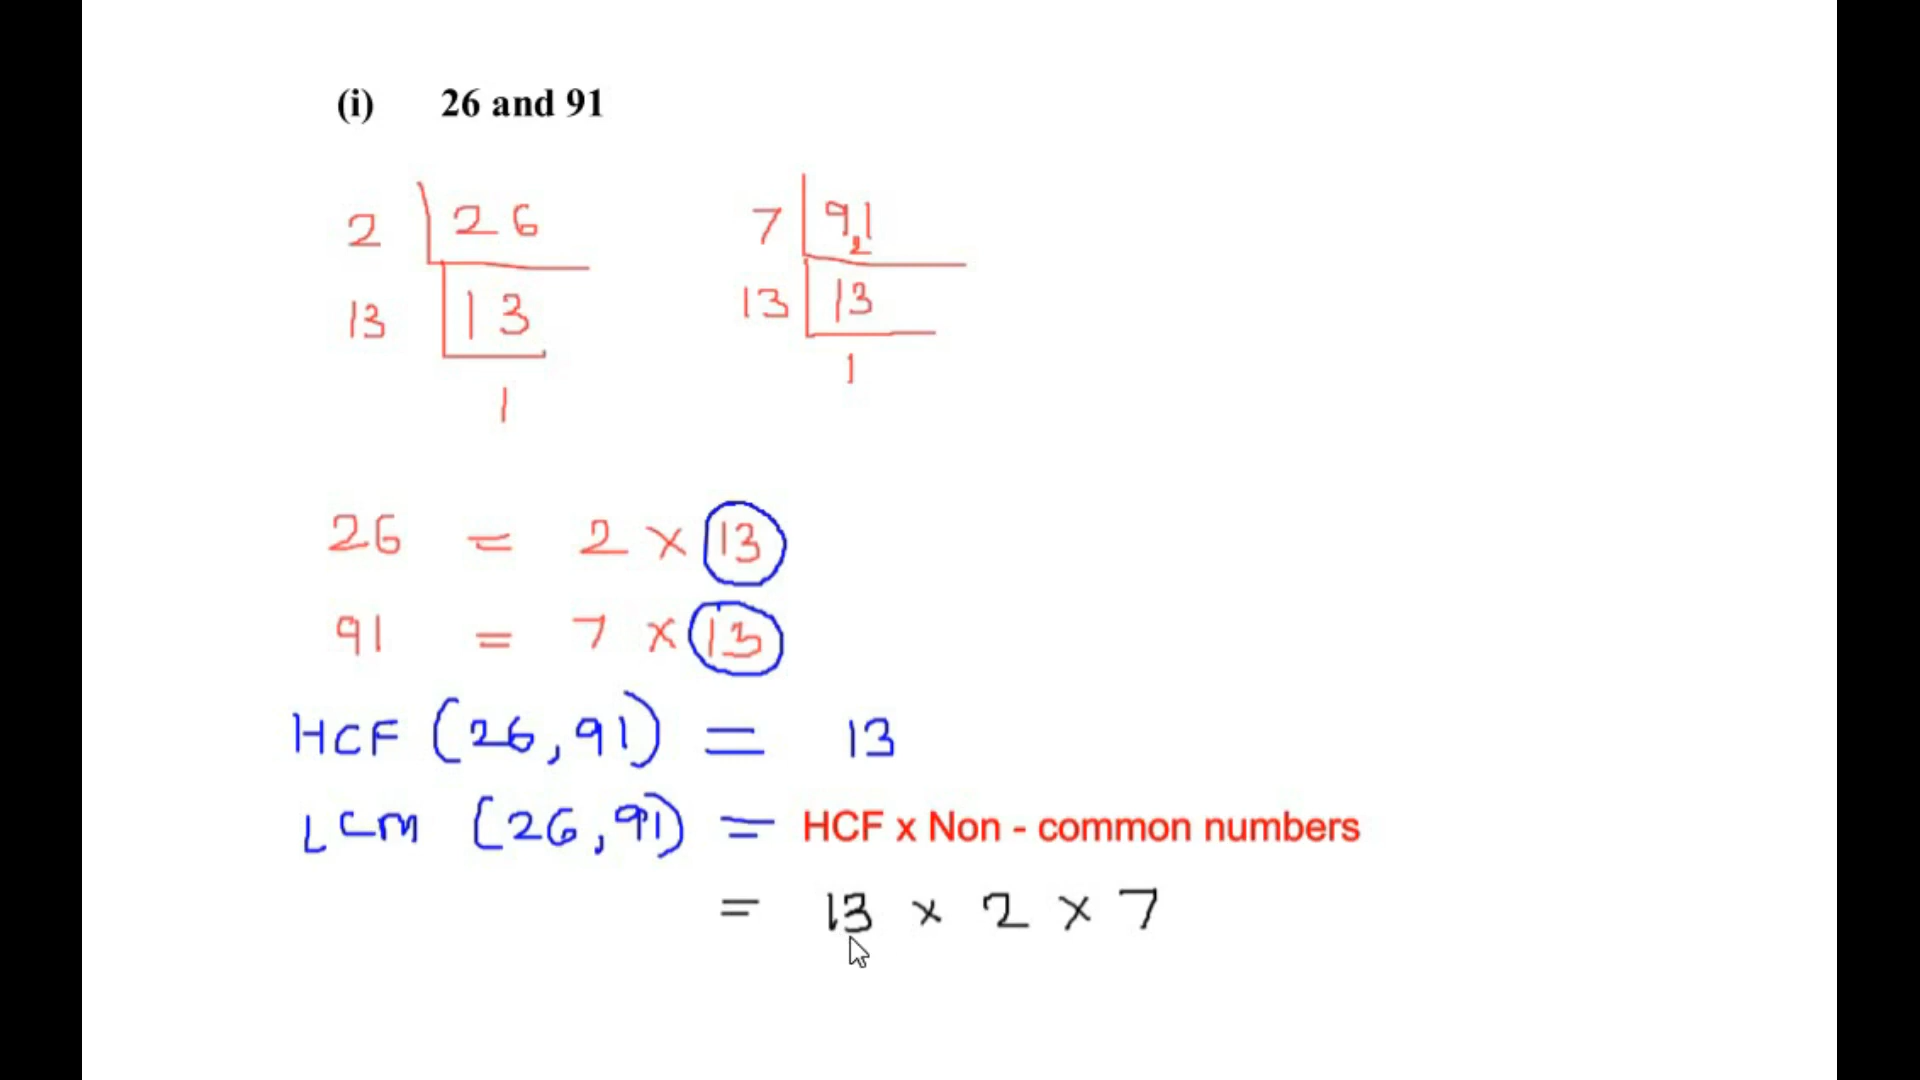 (i) 26 and 91
2 26 7 91 2
13 13 13 13
1 1
26 = 2 × 13
91 = 7 × 13
HCF (26, 91) = 13
LCM (26, 91) = HCF x Non - common numbers
= 13 × 2 × 7